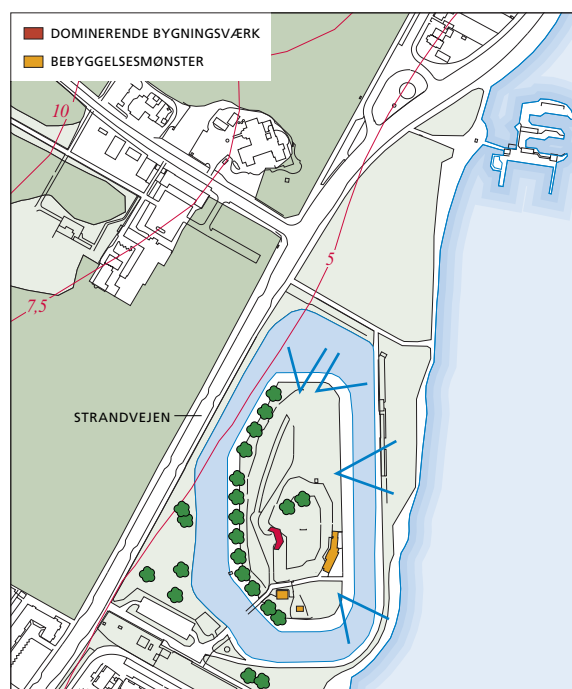 DOMINERENDE BYGNINGSVÆRK
BEBYGGELSESMØNSTER
10
5
7,5
STRANDVEJEN